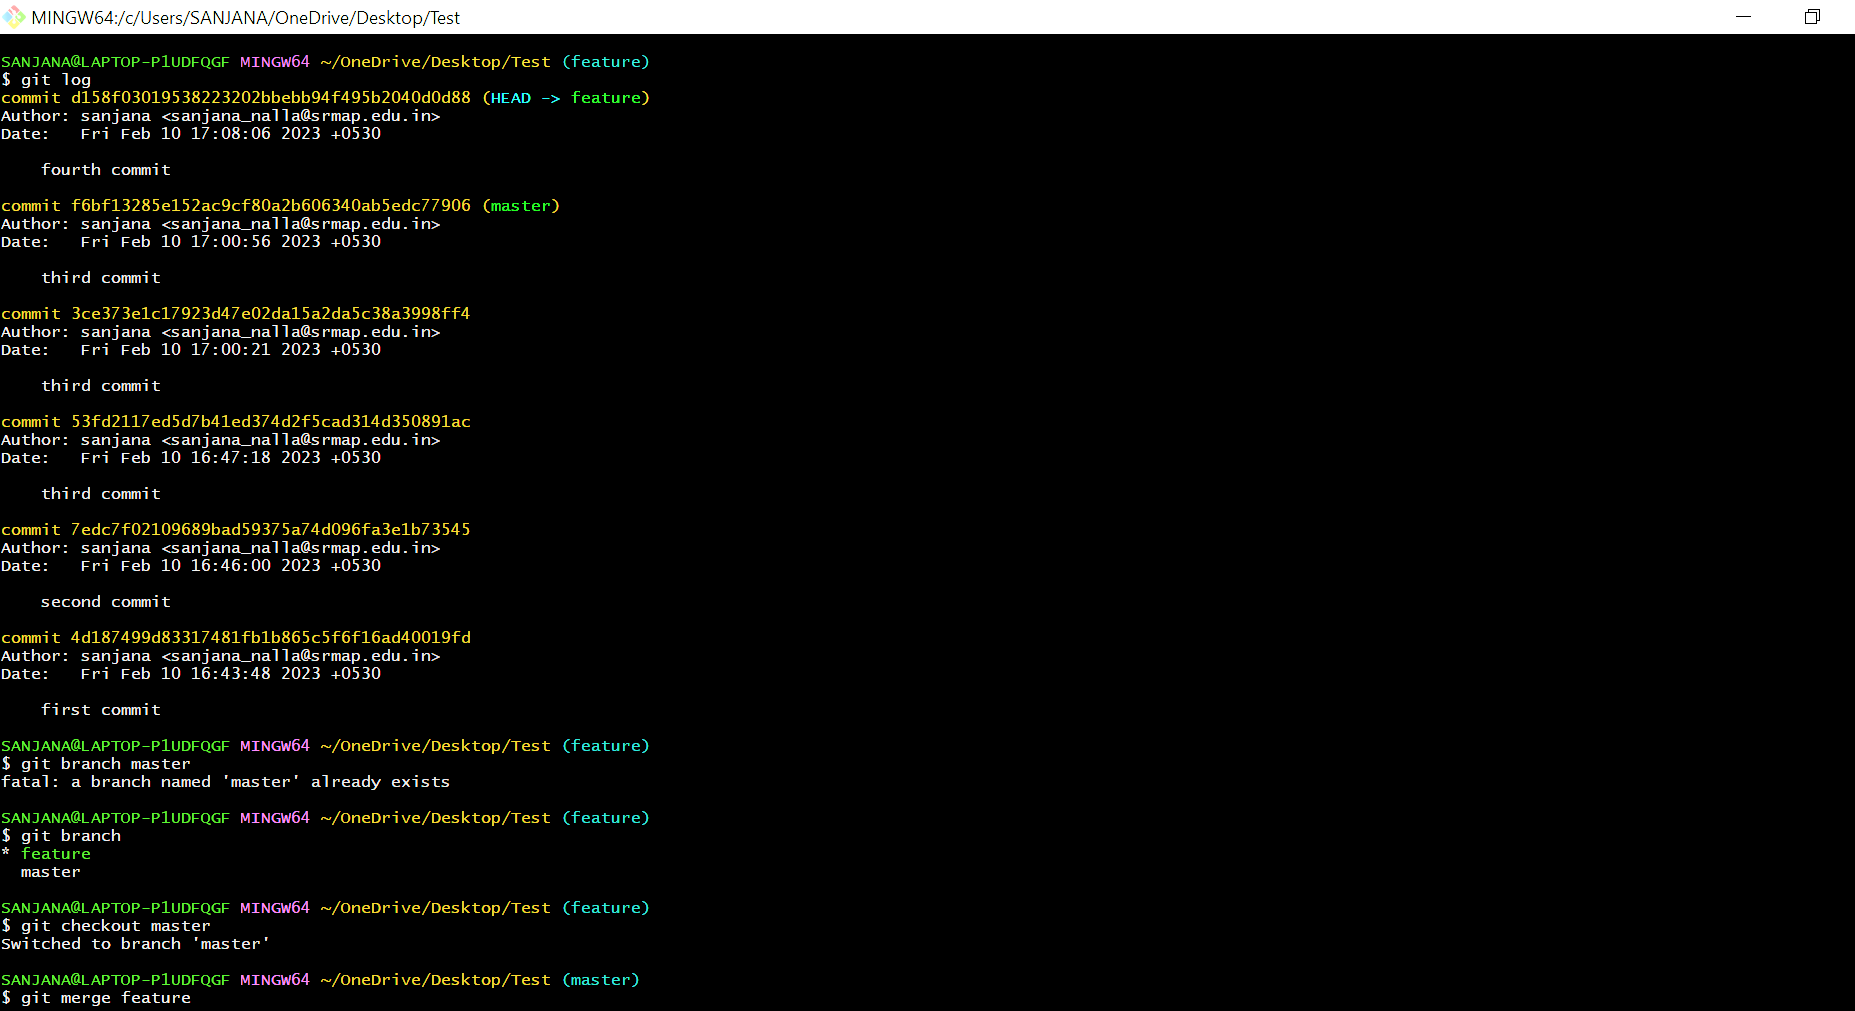 MINGW64:/c/Users/SANJANA/OneDrive/Desktop/Test
SANJANA@LAPTOP-P1UDFQGF MINGW64 ~/OneDrive/Desktop/Test (feature)
$ git log
commit d158f03019538223202bbebb94f495b2040d0d88 (HEAD -> feature)
Author: sanjana <sanjana_nalla@srmap.edu.in>
Date:   Fri Feb 10 17:08:06 2023 +0530
    fourth commit
commit f6bf13285e152ac9cf80a2b606340ab5edc77906 (master)
Author: sanjana <sanjana_nalla@srmap.edu.in>
Date:   Fri Feb 10 17:00:56 2023 +0530
    third commit
commit 3ce373e1c17923d47e02da15a2da5c38a3998ff4
Author: sanjana <sanjana_nalla@srmap.edu.in>
Date:   Fri Feb 10 17:00:21 2023 +0530
    third commit
commit 53fd2117ed5d7b41ed374d2f5cad314d350891ac
Author: sanjana <sanjana_nalla@srmap.edu.in>
Date:   Fri Feb 10 16:47:18 2023 +0530
    third commit
commit 7edc7f02109689bad59375a74d096fa3e1b73545
Author: sanjana <sanjana_nalla@srmap.edu.in>
Date:   Fri Feb 10 16:46:00 2023 +0530
    second commit
commit 4d187499d83317481fb1b865c5f6f16ad40019fd
Author: sanjana <sanjana_nalla@srmap.edu.in>
Date:   Fri Feb 10 16:43:48 2023 +0530
    first commit
SANJANA@LAPTOP-P1UDFQGF MINGW64 ~/OneDrive/Desktop/Test (feature)
$ git branch master
fatal: a branch named 'master' already exists
SANJANA@LAPTOP-P1UDFQGF MINGW64 ~/OneDrive/Desktop/Test (feature)
$ git branch
* feature
  master
SANJANA@LAPTOP-P1UDFQGF MINGW64 ~/OneDrive/Desktop/Test (feature)
$ git checkout master
Switched to branch 'master'
SANJANA@LAPTOP-P1UDFQGF MINGW64 ~/OneDrive/Desktop/Test (master)
$ git merge feature